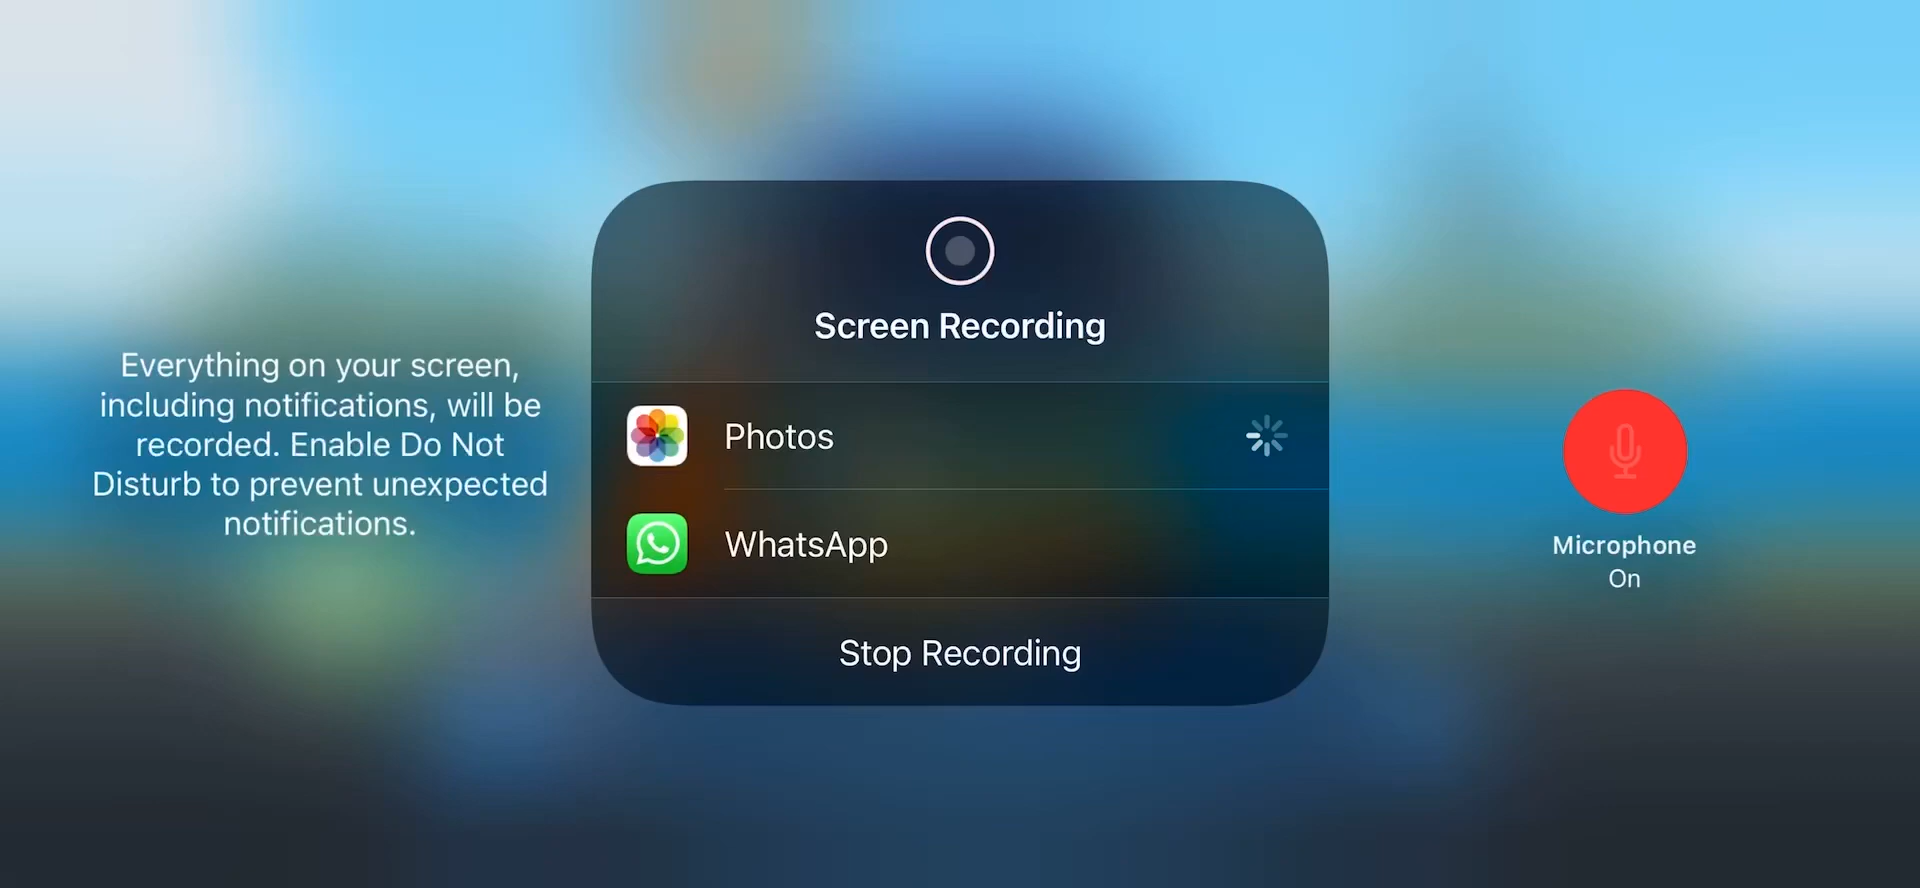 Screen Recording
Everything on your screen,
including notifications, will be
recorded. Enable Do Not
Disturb to prevent unexpected
notifications.
Photos
WhatsApp
Stop Recording
Microphone
On